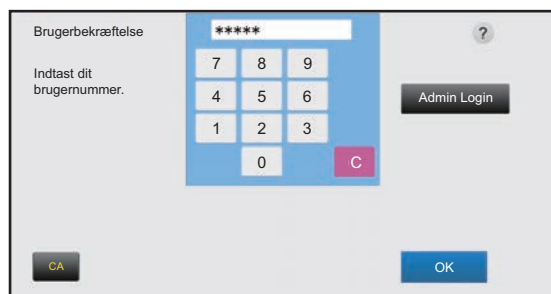 Brugerbekræftelse
*****
?
Indtast dit
brugernummer.
7 8 9
4 5 6
1 2 3
0 C
Admin Login
CA
OK